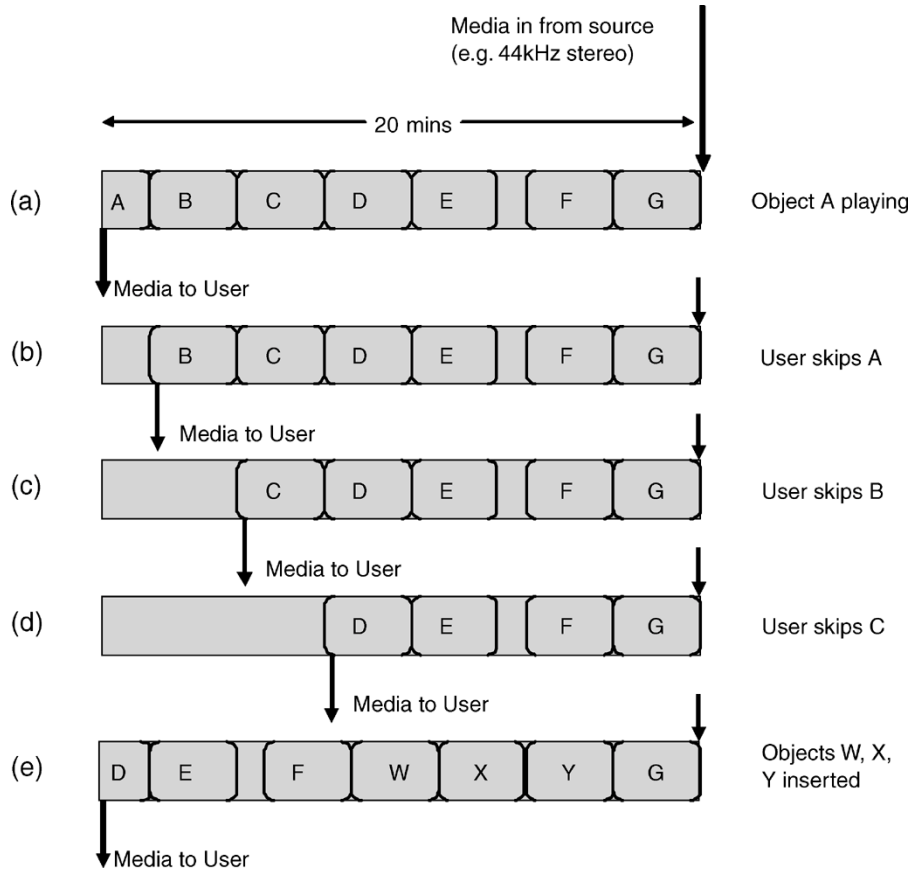 Media in from source
(e.g. 44kHz stereo)
20 mins
(a)
A B C D E F G
Object A playing
Media to User
(b)
B C D E F G
User skips A
Media to User
(c)
C D E F G
User skips B
Media to User
(d)
D E F G
User skips C
Media to User
(e)
D E F W X Y G
Objects W, X,
Y inserted
Media to User